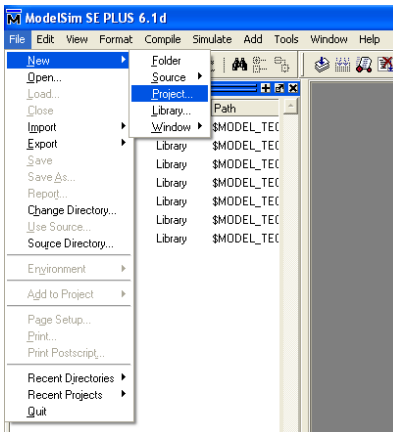 ModelSim SE PLUS 6.1d
File Edit View Format Compile Simulate Add Tools Window Help
New
Open...
Load...
Close
Import
Export
Save
Save As...
Report...
Change Directory...
Use Source...
Source Directory...
Environment
Add to Project
Page Setup...
Print...
Print Postscript...
Recent Directories
Recent Projects
Quit
Folder
Source
Project...
Library...
Window
Path
$MODEL_TEC
Library $MODEL_TEC
Library $MODEL_TEC
Library $MODEL_TEC
Library $MODEL_TEC
Library $MODEL_TEC
Library $MODEL_TEC